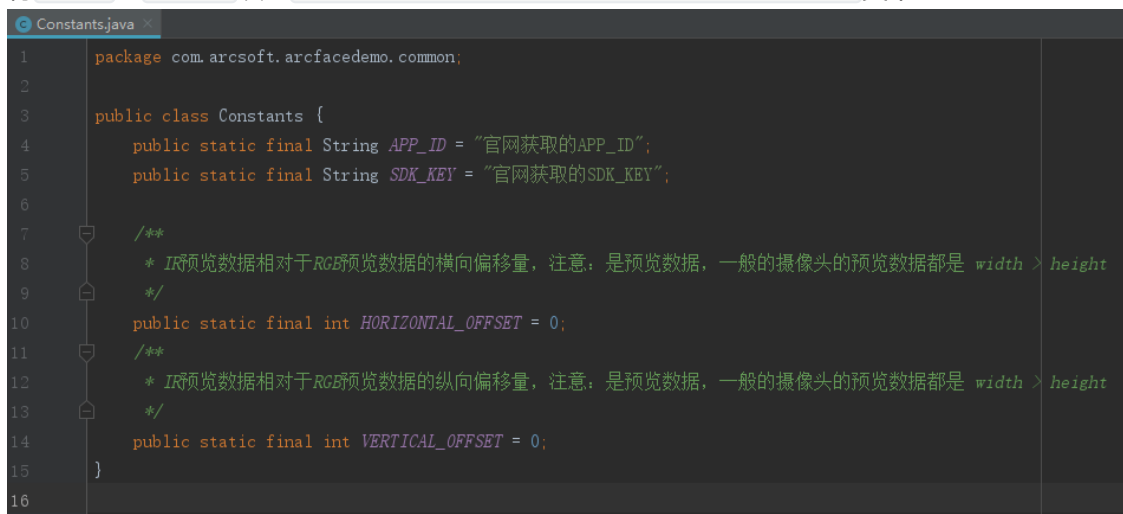 Constants.java
1 package com.arcsoft.arcfacedemo.common;
2
3 public class Constants {
4 public static final String APP_ID = "官网获取的APP_ID";
5 public static final String SDK_KEY = "官网获取的SDK_KEY";
6
7 /**
8 * IR预览数据相对于RGB预览数据的横向偏移量，注意：是预览数据，一般的摄像头的预览数据都是 width > height
9 */
10 public static final int HORIZONTAL_OFFSET = 0;
11 /**
12 * IR预览数据相对于RGB预览数据的纵向偏移量，注意：是预览数据，一般的摄像头的预览数据都是 width > height
13 */
14 public static final int VERTICAL_OFFSET = 0;
15 }
16